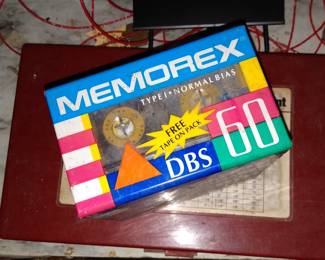 MEMOREX
TYPE I • NORMAL BIAS
FREE
TAPE ON PACK
DBS
60